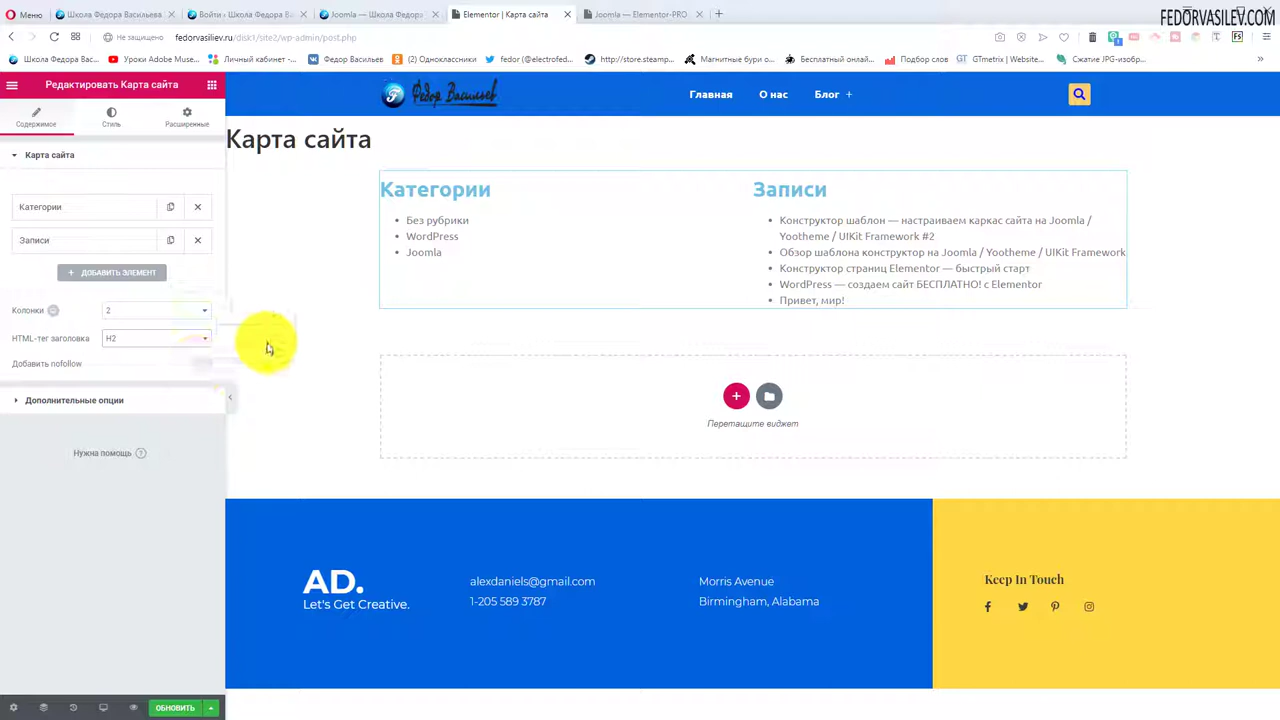 FEDORVASILEV.COM
Меню
Школа Федора Васильева
Войти ‹ Школа Федора В
Joomla — Школа Федора
Elementor | Карта сайта
Joomla — Elementor-PRO
Не защищено
fedorvasiliev.ru/disk1/site2/wp-admin/post.php
Школа Федора Вас...
Уроки Adobe Muse...
Личный кабинет -...
Федор Васильев
(2) Одноклассники
fedor (@electrofed...
http://store.steamp...
Магнитные бури о...
Бесплатный онлай...
Подбор слов
GTmetrix | Website...
Сжатие JPG-изобр...
Редактировать Карта сайта
Содержимое
Стиль
Расширенные
Карта сайта
Категории
Записи
ДОБАВИТЬ ЭЛЕМЕНТ
Колонки
2
HTML-тег заголовка
H2
Добавить nofollow
Дополнительные опции
Нужна помощь
ОБНОВИТЬ
Федор Васильев
Главная
О нас
Блог +
Карта сайта
Категории
Без рубрики
WordPress
Joomla
Записи
Конструктор шаблон — настраиваем каркас сайта на Joomla /
Yootheme / UIKit Framework #2
Обзор шаблона конструктор на Joomla / Yootheme / UIKit Framework
Конструктор страниц Elementor — быстрый старт
WordPress — создаем сайт БЕСПЛАТНО! с Elementor
Привет, мир!
Перетащите виджет
AD.
Let's Get Creative.
alexdaniels@gmail.com
1-205 589 3787
Morris Avenue
Birmingham, Alabama
Keep In Touch